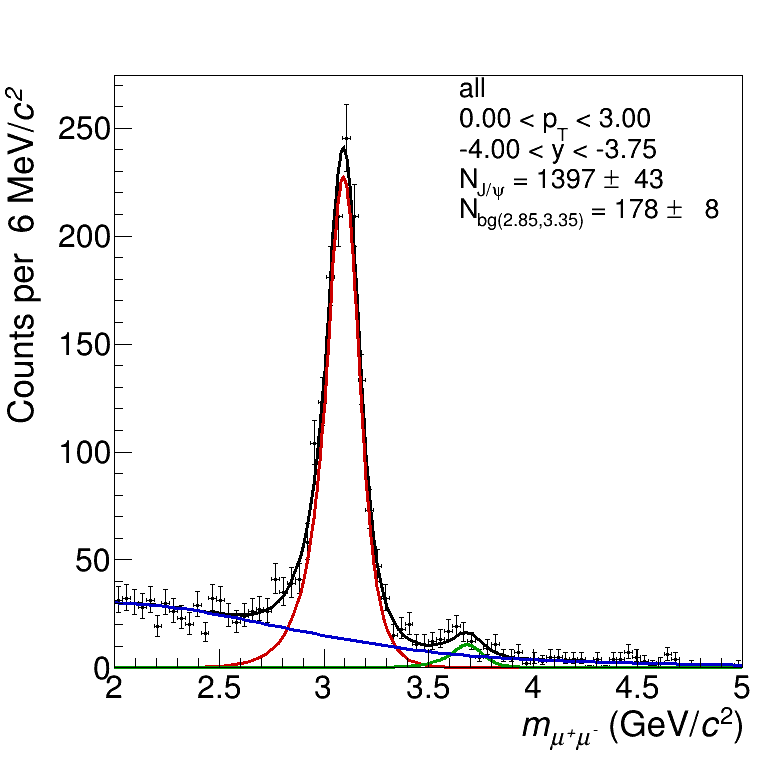 all
0.00 < p_T < 3.00
-4.00 < y < -3.75
N_J/ψ = 1397 ± 43
N_bg(2.85,3.35) = 178 ± 8
Counts per 6 MeV/c²
250
200
150
100
50
0
2 2.5 3 3.5 4 4.5 5
m_μ⁺μ⁻ (GeV/c²)